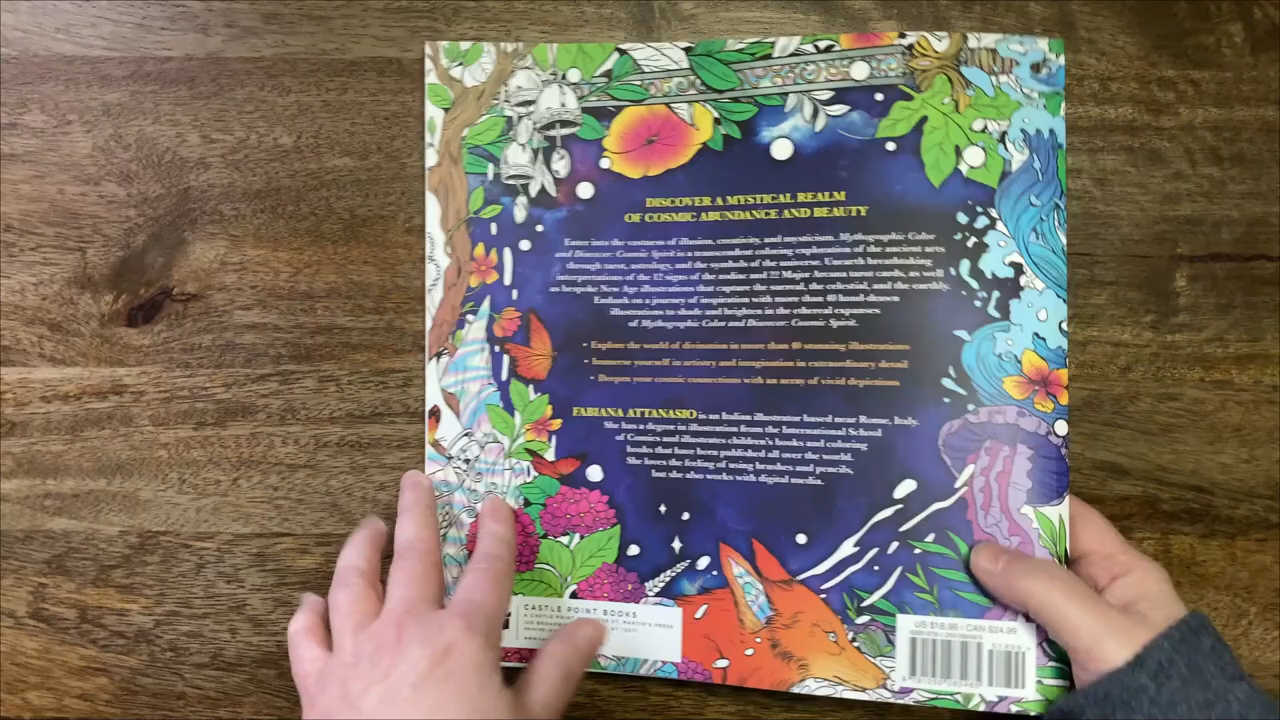 DISCOVER A MYSTICAL REALM
OF COSMIC ABUNDANCE AND BEAUTY
Enter into the vastness of illusion, creativity, and mysticism. Mythographic Color
and Discover: Cosmic Spirit is a transcendent coloring exploration of the ancient arts
through tarot, astrology, and the symbols of the universe. Unearth breathtaking
interpretations of the 12 signs of the zodiac and 22 Major Arcana tarot cards, as well
as bespoke New Age illustrations that capture the surreal, the celestial, and the earthly.
Embark on a journey of inspiration with more than 40 hand-drawn
illustrations to shade and brighten in the ethereal expanses
of Mythographic Color and Discover: Cosmic Spirit.
* Explore the world of divination in more than 40 stunning illustrations
* Immerse yourself in artistry and imagination in extraordinary detail
* Deepen your cosmic connections with an array of vivid depictions
FABIANA ATTANASIO is an Italian illustrator based near Rome, Italy.
She has a degree in illustration from the International School
of Comics and illustrates children's books and coloring
books that have been published all over the world.
She loves the feeling of using brushes and pencils,
but she also works with digital media.
CASTLE POINT BOOKS
ST. MARTIN'S PRESS
US $18.99 / CAN $24.99